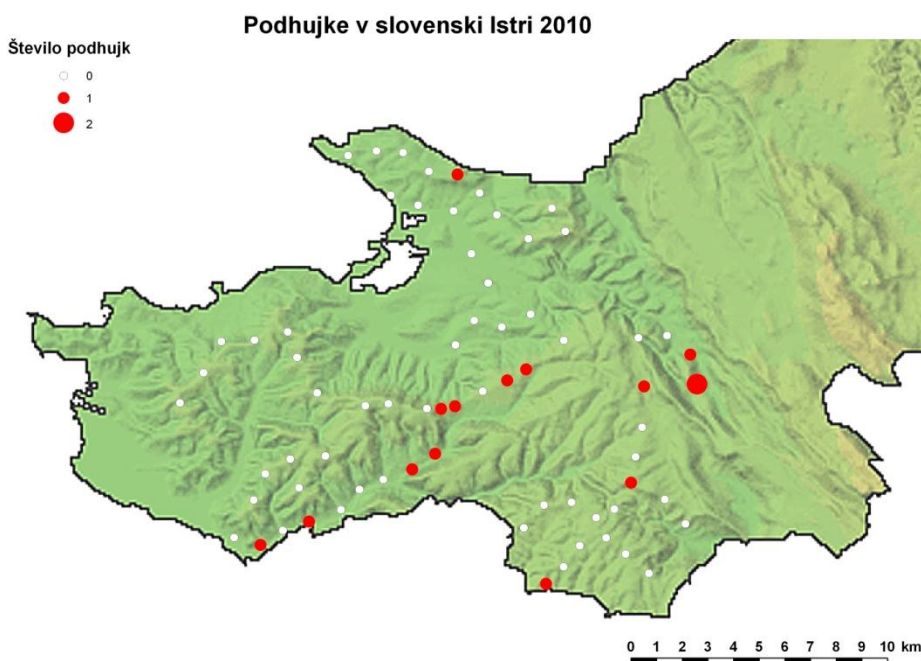 Podhujke v slovenski Istri 2010
Število podhujk
0
1
2
0 1 2 3 4 5 6 7 8 9 10 km